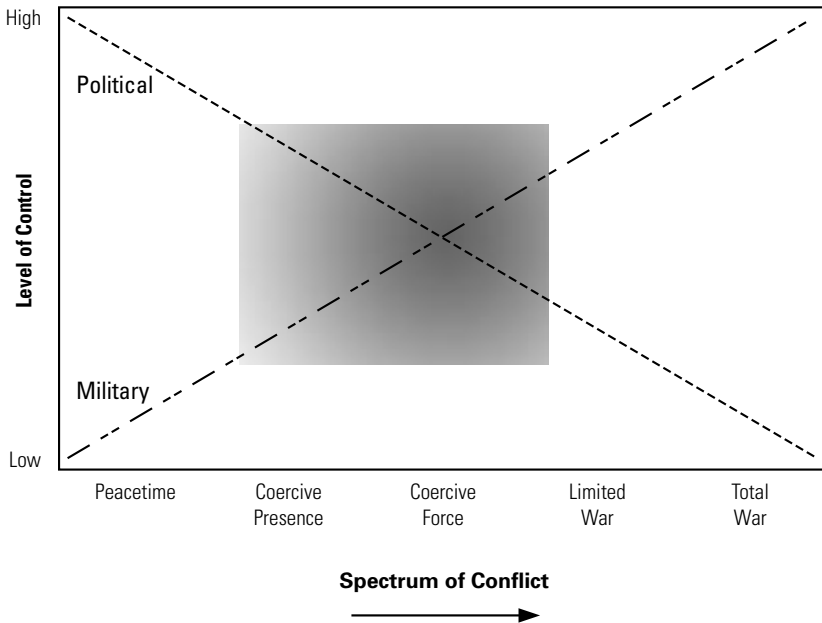 High
Political
Level of Control
Military
Low
Peacetime
Coercive
Presence
Coercive
Force
Limited
War
Total
War
Spectrum of Conflict